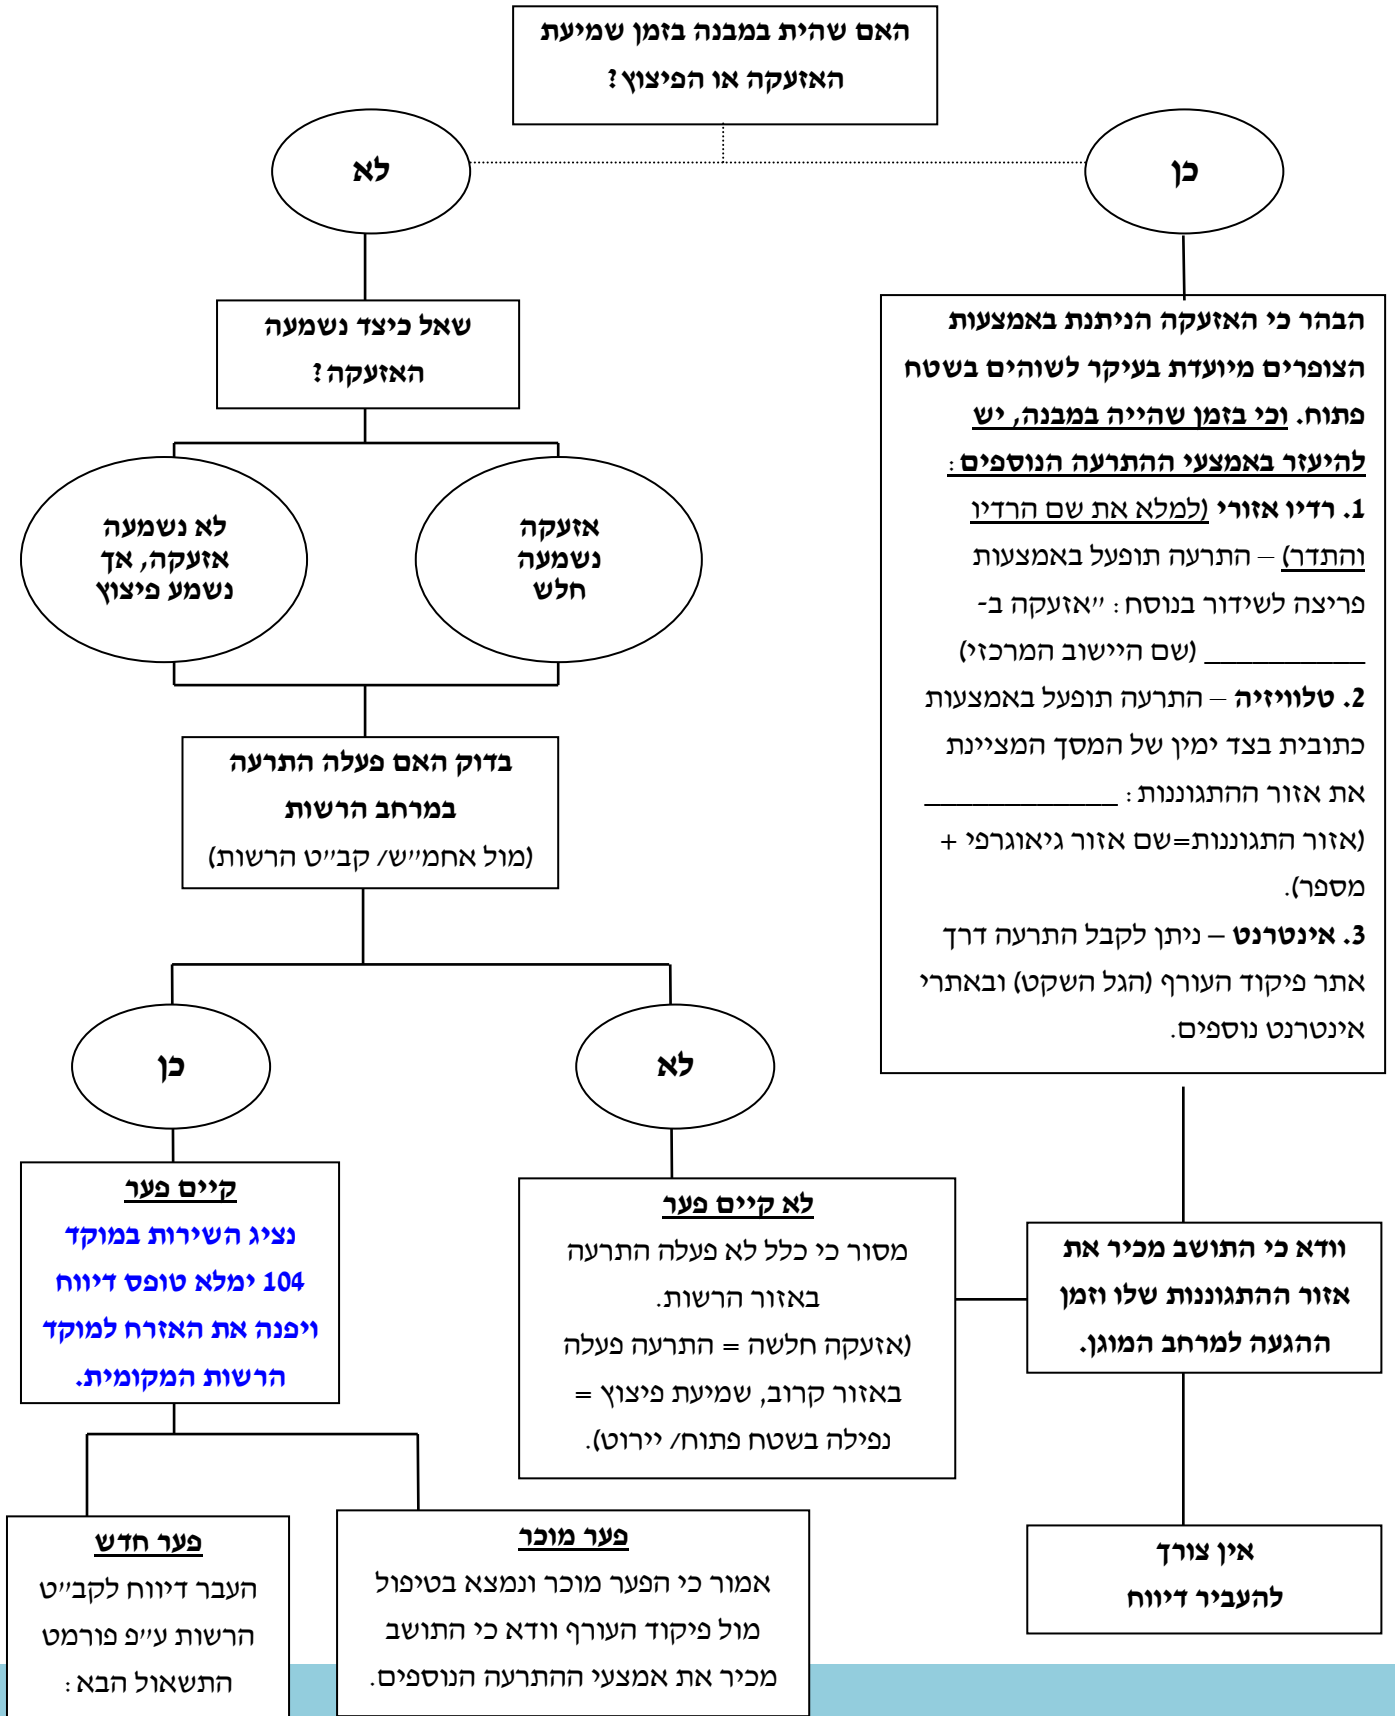 האם שהית במבנה בזמן שמיעת
האזעקה או הפיצוץ?
כן
לא
הבהר כי האזעקה הניתנת באמצעות
הצופרים מיועדת בעיקר לשוהים בשטח
פתוח. וכי בזמן שהייה במבנה, יש
להיעזר באמצעי ההתרעה הנוספים:
1. רדיו אזורי (למלא את שם הרדיו
והתדר) – התרעה תופעל באמצעות
פריצה לשידור בנוסח: "אזעקה ב-
__________ (שם היישוב המרכזי)
2. טלוויזיה – התרעה תופעל באמצעות
כתובית בצד ימין של המסך המציינת
את אזור ההתגוננות: ____________
(אזור התגוננות=שם אזור גיאוגרפי +
מספר).
3. אינטרנט – ניתן לקבל התרעה דרך
אתר פיקוד העורף (הגל השקט) ובאתרי
אינטרנט נוספים.
שאל כיצד נשמעה
האזעקה?
אזעקה
נשמעה
חלש
לא נשמעה
אזעקה, אך
נשמע פיצוץ
בדוק האם פעלה התרעה
במרחב הרשות
(מול אחמ"ש/ קב"ט הרשות)
לא
כן
וודא כי התושב מכיר את
אזור ההתגוננות שלו וזמן
ההגעה למרחב המוגן.
לא קיים פער
מסור כי כלל לא פעלה התרעה
באזור הרשות.
(אזעקה חלשה = התרעה פעלה
באזור קרוב, שמיעת פיצוץ =
נפילה בשטח פתוח/ יירוט).
קיים פער
נציג השירות במוקד
104 ימלא טופס דיווח
ויפנה את האזרח למוקד
הרשות המקומית.
אין צורך
להעביר דיווח
פער מוכר
אמור כי הפער מוכר ונמצא בטיפול
מול פיקוד העורף וודא כי התושב
מכיר את אמצעי ההתרעה הנוספים.
פער חדש
העבר דיווח לקב"ט
הרשות ע"פ פורמט
התשאול הבא: